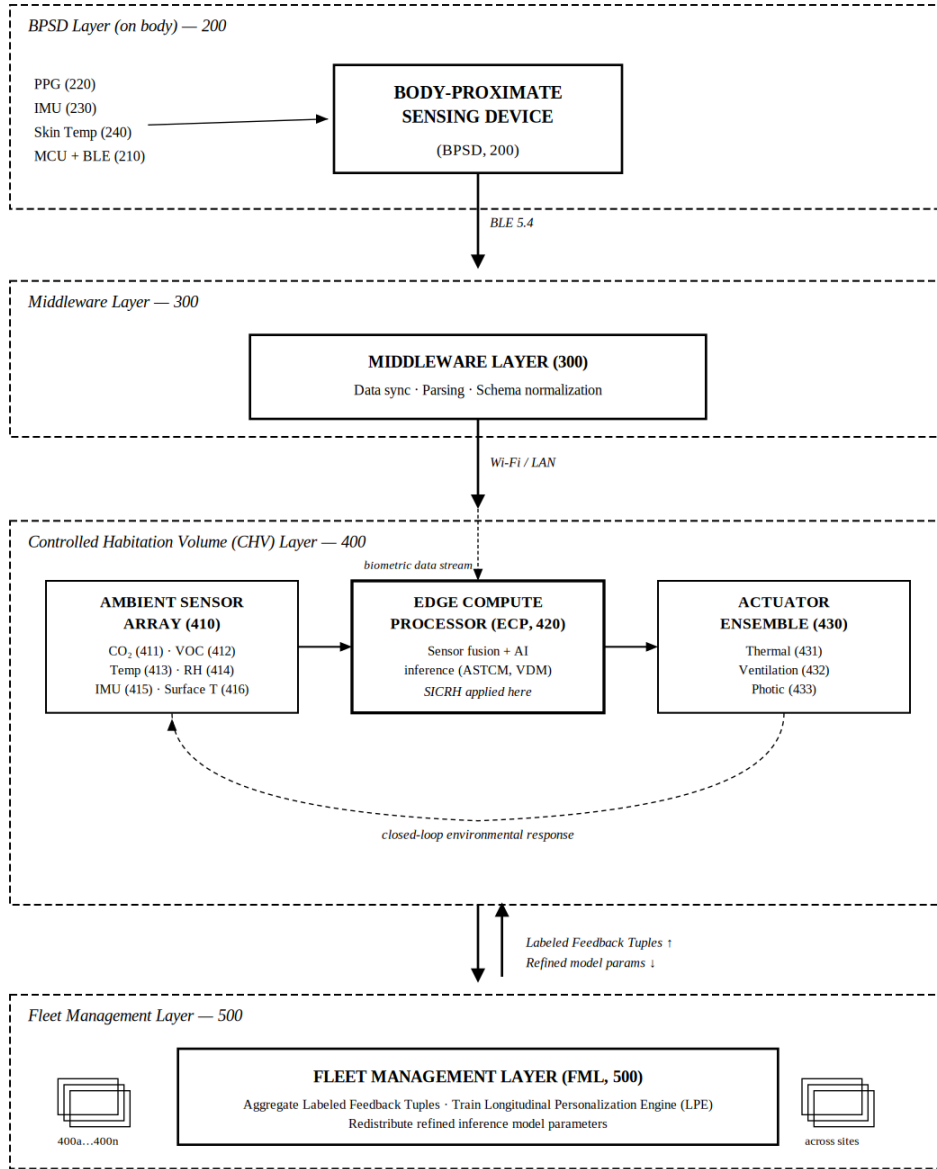 BPSD Layer (on body) — 200
PPG (220)
IMU (230)
Skin Temp (240)
MCU + BLE (210)
BODY-PROXIMATE
SENSING DEVICE
(BPSD, 200)
BLE 5.4
Middleware Layer — 300
MIDDLEWARE LAYER (300)
Data sync · Parsing · Schema normalization
Wi-Fi / LAN
Controlled Habitation Volume (CHV) Layer — 400
biometric data stream
AMBIENT SENSOR
ARRAY (410)
CO₂ (411) · VOC (412)
Temp (413) · RH (414)
IMU (415) · Surface T (416)
EDGE COMPUTE
PROCESSOR (ECP, 420)
Sensor fusion + AI
inference (ASTCM, VDM)
SICRH applied here
ACTUATOR
ENSEMBLE (430)
Thermal (431)
Ventilation (432)
Photic (433)
closed-loop environmental response
Labeled Feedback Tuples ↑
Refined model params ↓
Fleet Management Layer — 500
FLEET MANAGEMENT LAYER (FML, 500)
Aggregate Labeled Feedback Tuples · Train Longitudinal Personalization Engine (LPE)
Redistribute refined inference model parameters
400a…400n
across sites